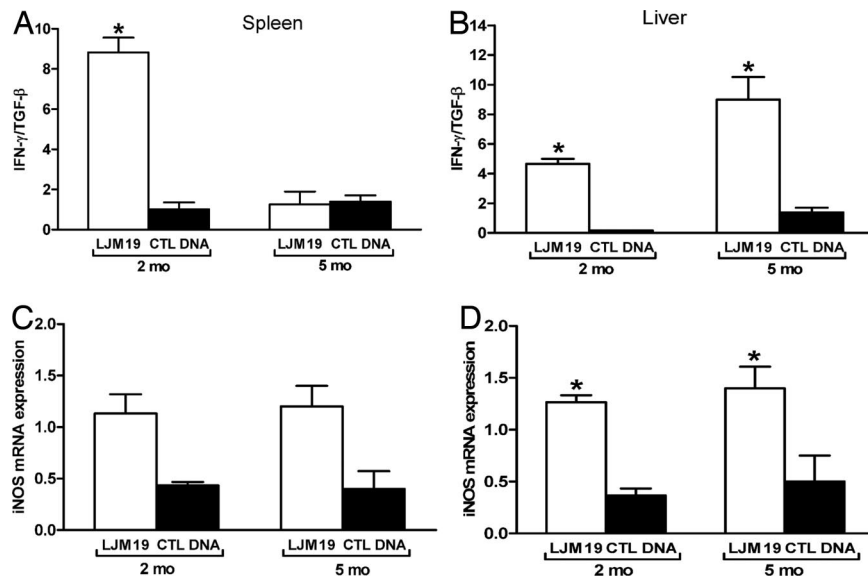 A
Spleen
IFN-γ/TGF-β
10
8
6
4
2
0
*
LJM19 CTL DNA LJM19 CTL DNA
2 mo 5 mo
B
Liver
IFN-γ/TGF-β
14
12
10
8
6
4
2
0
* *
LJM19 CTL DNA LJM19 CTL DNA
2 mo 5 mo
C
iNOS mRNA expression
2.0
1.5
1.0
0.5
0.0
LJM19 CTL DNA LJM19 CTL DNA
2 mo 5 mo
D
iNOS mRNA expression
2.0
1.5
1.0
0.5
0.0
* *
LJM19 CTL DNA LJM19 CTL DNA
2 mo 5 mo